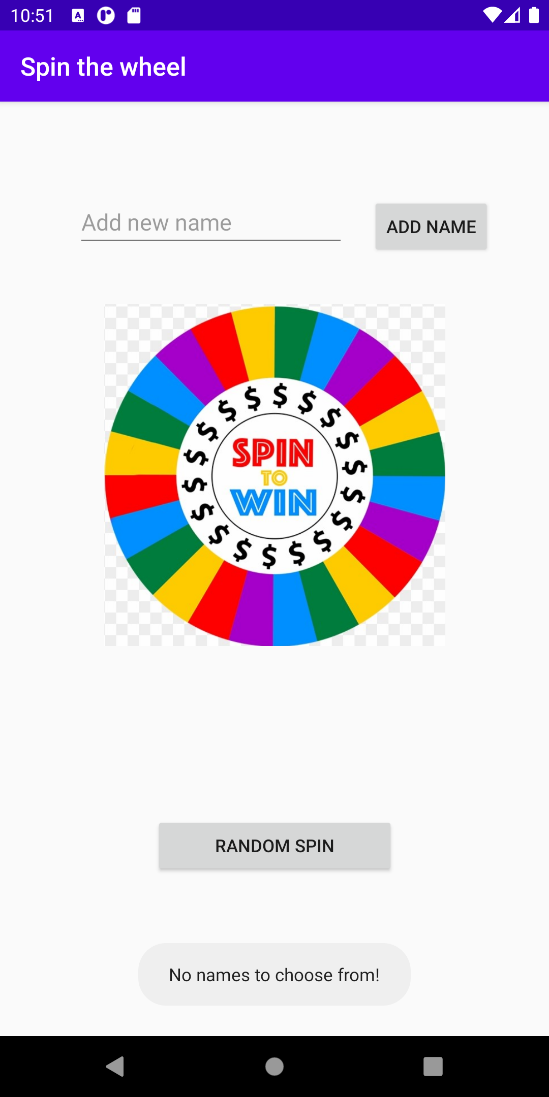 10:51
Spin the wheel
Add new name
ADD NAME
$ $ $ $ $ $ $ $ $ $ $ $ $ $ $ $ $ $ $ $ $ $
SPIN
TO
WIN
RANDOM SPIN
No names to choose from!